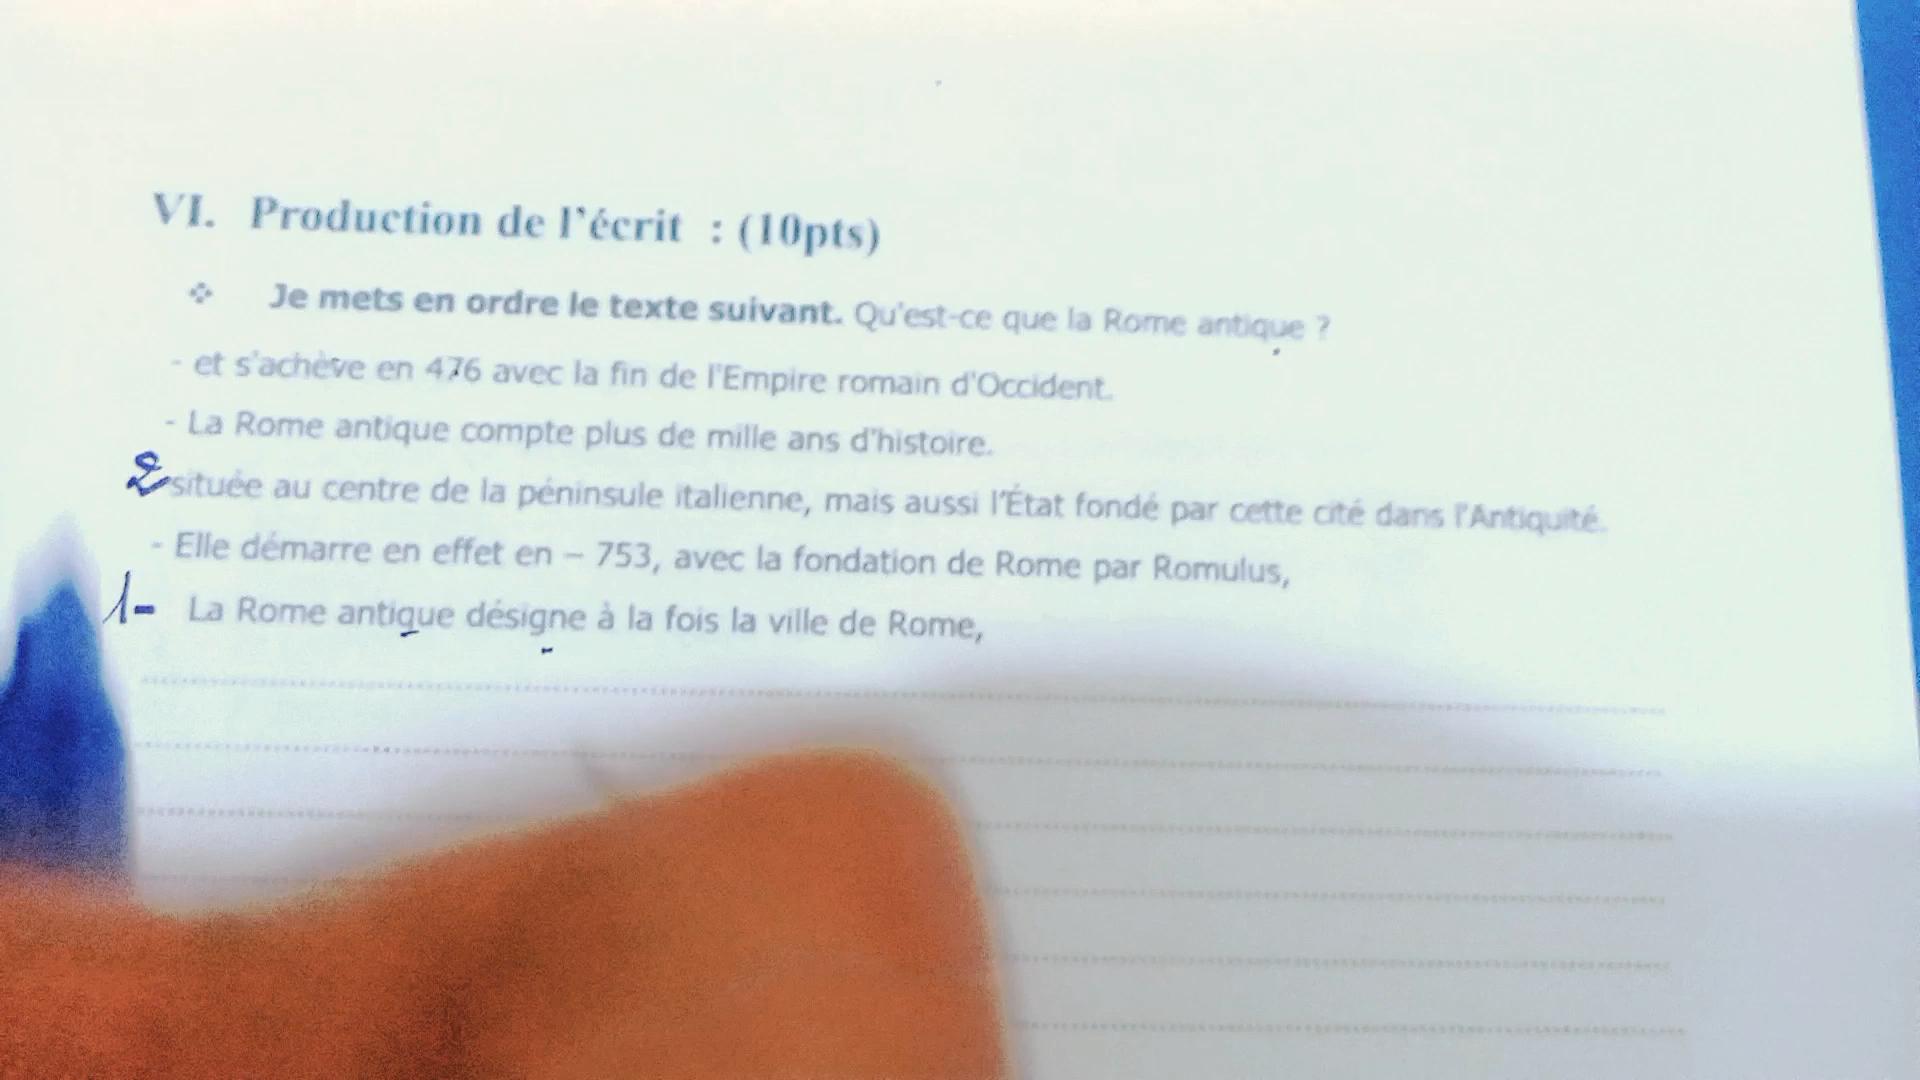 VI. Production de l'écrit : (10pts)
❖ Je mets en ordre le texte suivant. Qu'est-ce que la Rome antique ?
- et s'achève en 476 avec la fin de l'Empire romain d'Occident.
- La Rome antique compte plus de mille ans d'histoire.
2 située au centre de la péninsule italienne, mais aussi l'État fondé par cette cité dans l'Antiquité.
- Elle démarre en effet en – 753, avec la fondation de Rome par Romulus,
1- La Rome antique désigne à la fois la ville de Rome,